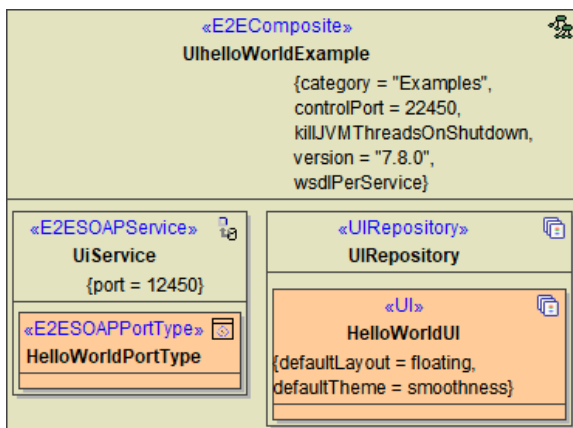 «E2EComposite»
UIhelloWorldExample
{category = "Examples",
controlPort = 22450,
killJVMThreadsOnShutdown,
version = "7.8.0",
wsdlPerService}
«E2ESOAPService»
UiService
{port = 12450}
«E2ESOAPPortType»
HelloWorldPortType
«UIRepository»
UIRepository
«UI»
HelloWorldUI
{defaultLayout = floating,
defaultTheme = smoothness}